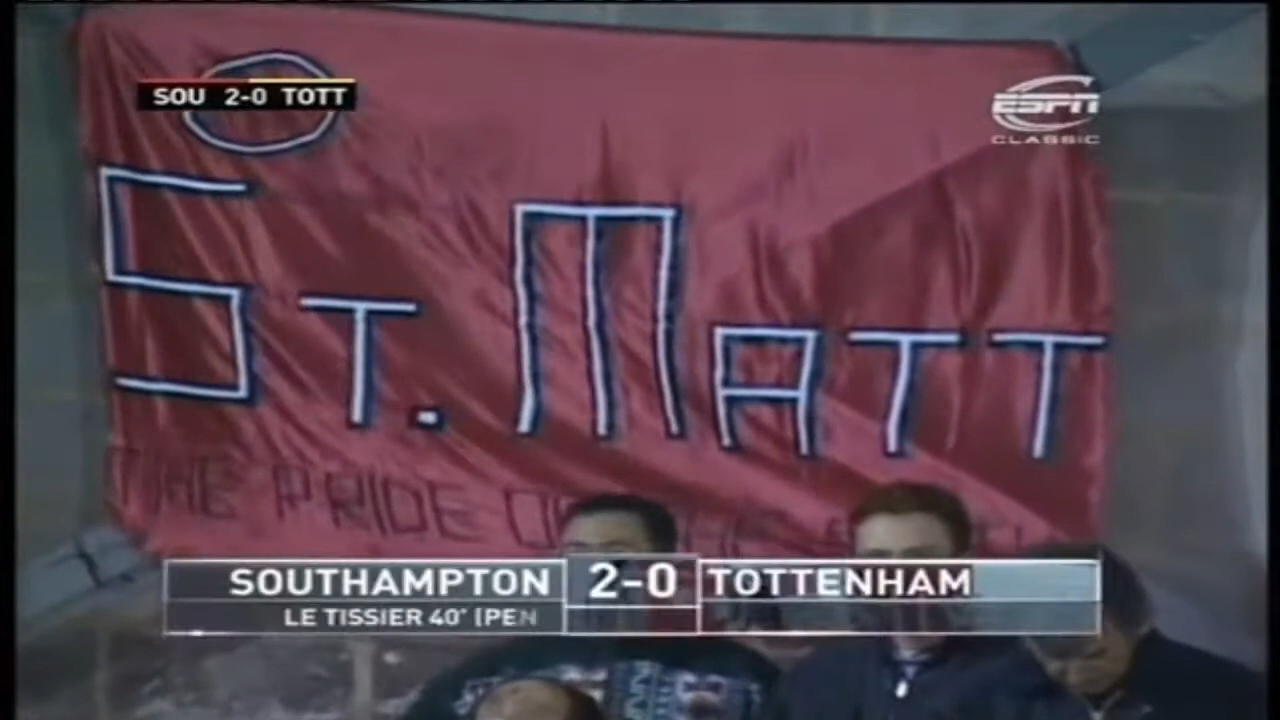 SOU 2-0 TOTT
ESPN
CLASSIC
ST. MATT
THE PRIDE
SOUTHAMPTON 2-0 TOTTENHAM
LE TISSIER 40' (PEN